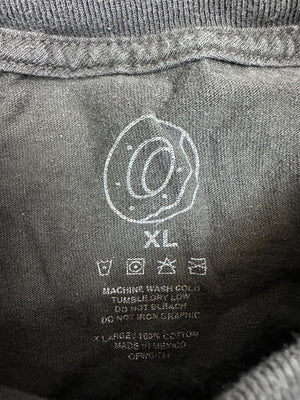 O
XL
MACHINE WASH COLD
TUMBLE DRY LOW
DO NOT BLEACH
DO NOT IRON GRAPHIC
X LARGE / 100% COTTON
MADE IN MEXICO